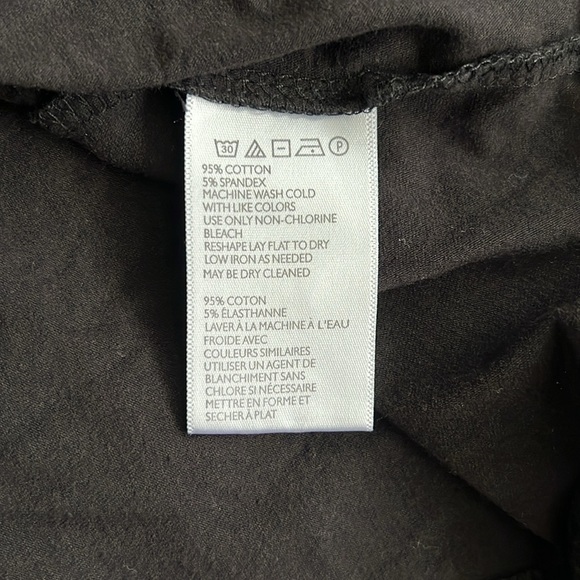 30 P
95% COTTON
5% SPANDEX
MACHINE WASH COLD
WITH LIKE COLORS
USE ONLY NON-CHLORINE
BLEACH
RESHAPE LAY FLAT TO DRY
LOW IRON AS NEEDED
MAY BE DRY CLEANED
95% COTON
5% ÉLASTHANNE
LAVER À LA MACHINE À L'EAU
FROIDE AVEC
COULEURS SIMILAIRES
UTILISER UN AGENT DE
BLANCHIMENT SANS
CHLORE SI NÉCESSAIRE
METTRE EN FORME ET
SECHER À PLAT